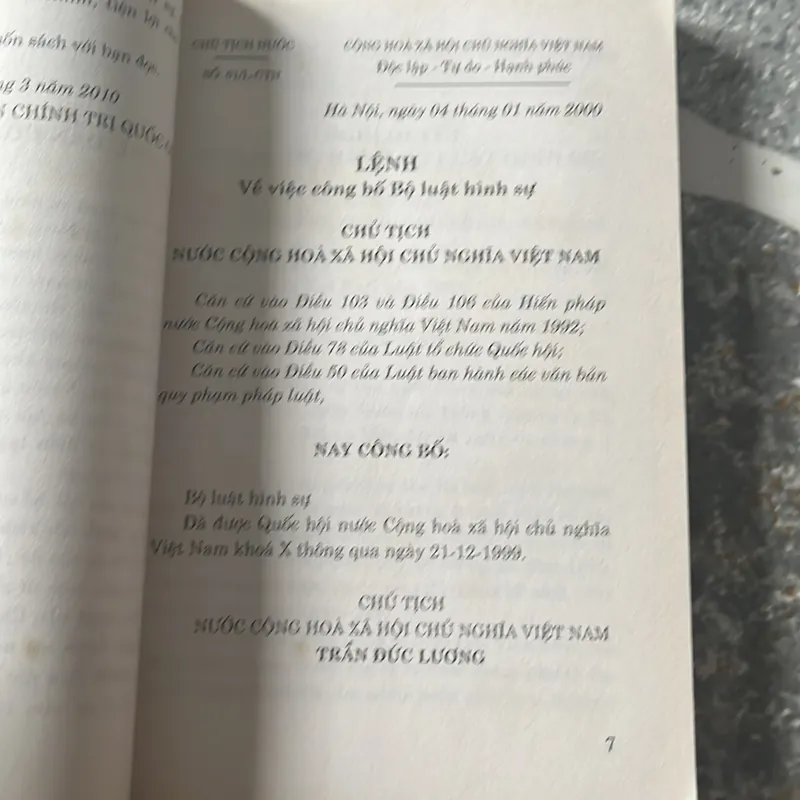 tiện lợi
sách với bạn đọc.
3 năm 2010
CHÍNH TRỊ QUỐC
CHỦ TỊCH NƯỚC
CỘNG HOÀ XÃ HỘI CHỦ NGHĨA VIỆT NAM
Độc lập - Tự do - Hạnh phúc
Hà Nội, ngày 04 tháng 01 năm 2000
LỆNH
Về việc công bố Bộ luật hình sự
CHỦ TỊCH
NƯỚC CỘNG HOÀ XÃ HỘI CHỦ NGHĨA VIỆT NAM
Căn cứ vào Điều 103 và Điều 106 của Hiến pháp
nước Cộng hoà xã hội chủ nghĩa Việt Nam năm 1992;
Căn cứ vào Điều 78 của Luật tổ chức Quốc hội;
Căn cứ vào Điều 50 của Luật ban hành các văn bản
quy phạm pháp luật,
NAY CÔNG BỐ:
Bộ luật hình sự
Đã được Quốc hội nước Cộng hoà xã hội chủ nghĩa
Việt Nam khoá X thông qua ngày 21-12-1999.
CHỦ TỊCH
NƯỚC CỘNG HOÀ XÃ HỘI CHỦ NGHĨA VIỆT NAM
TRẦN ĐỨC LƯƠNG
7